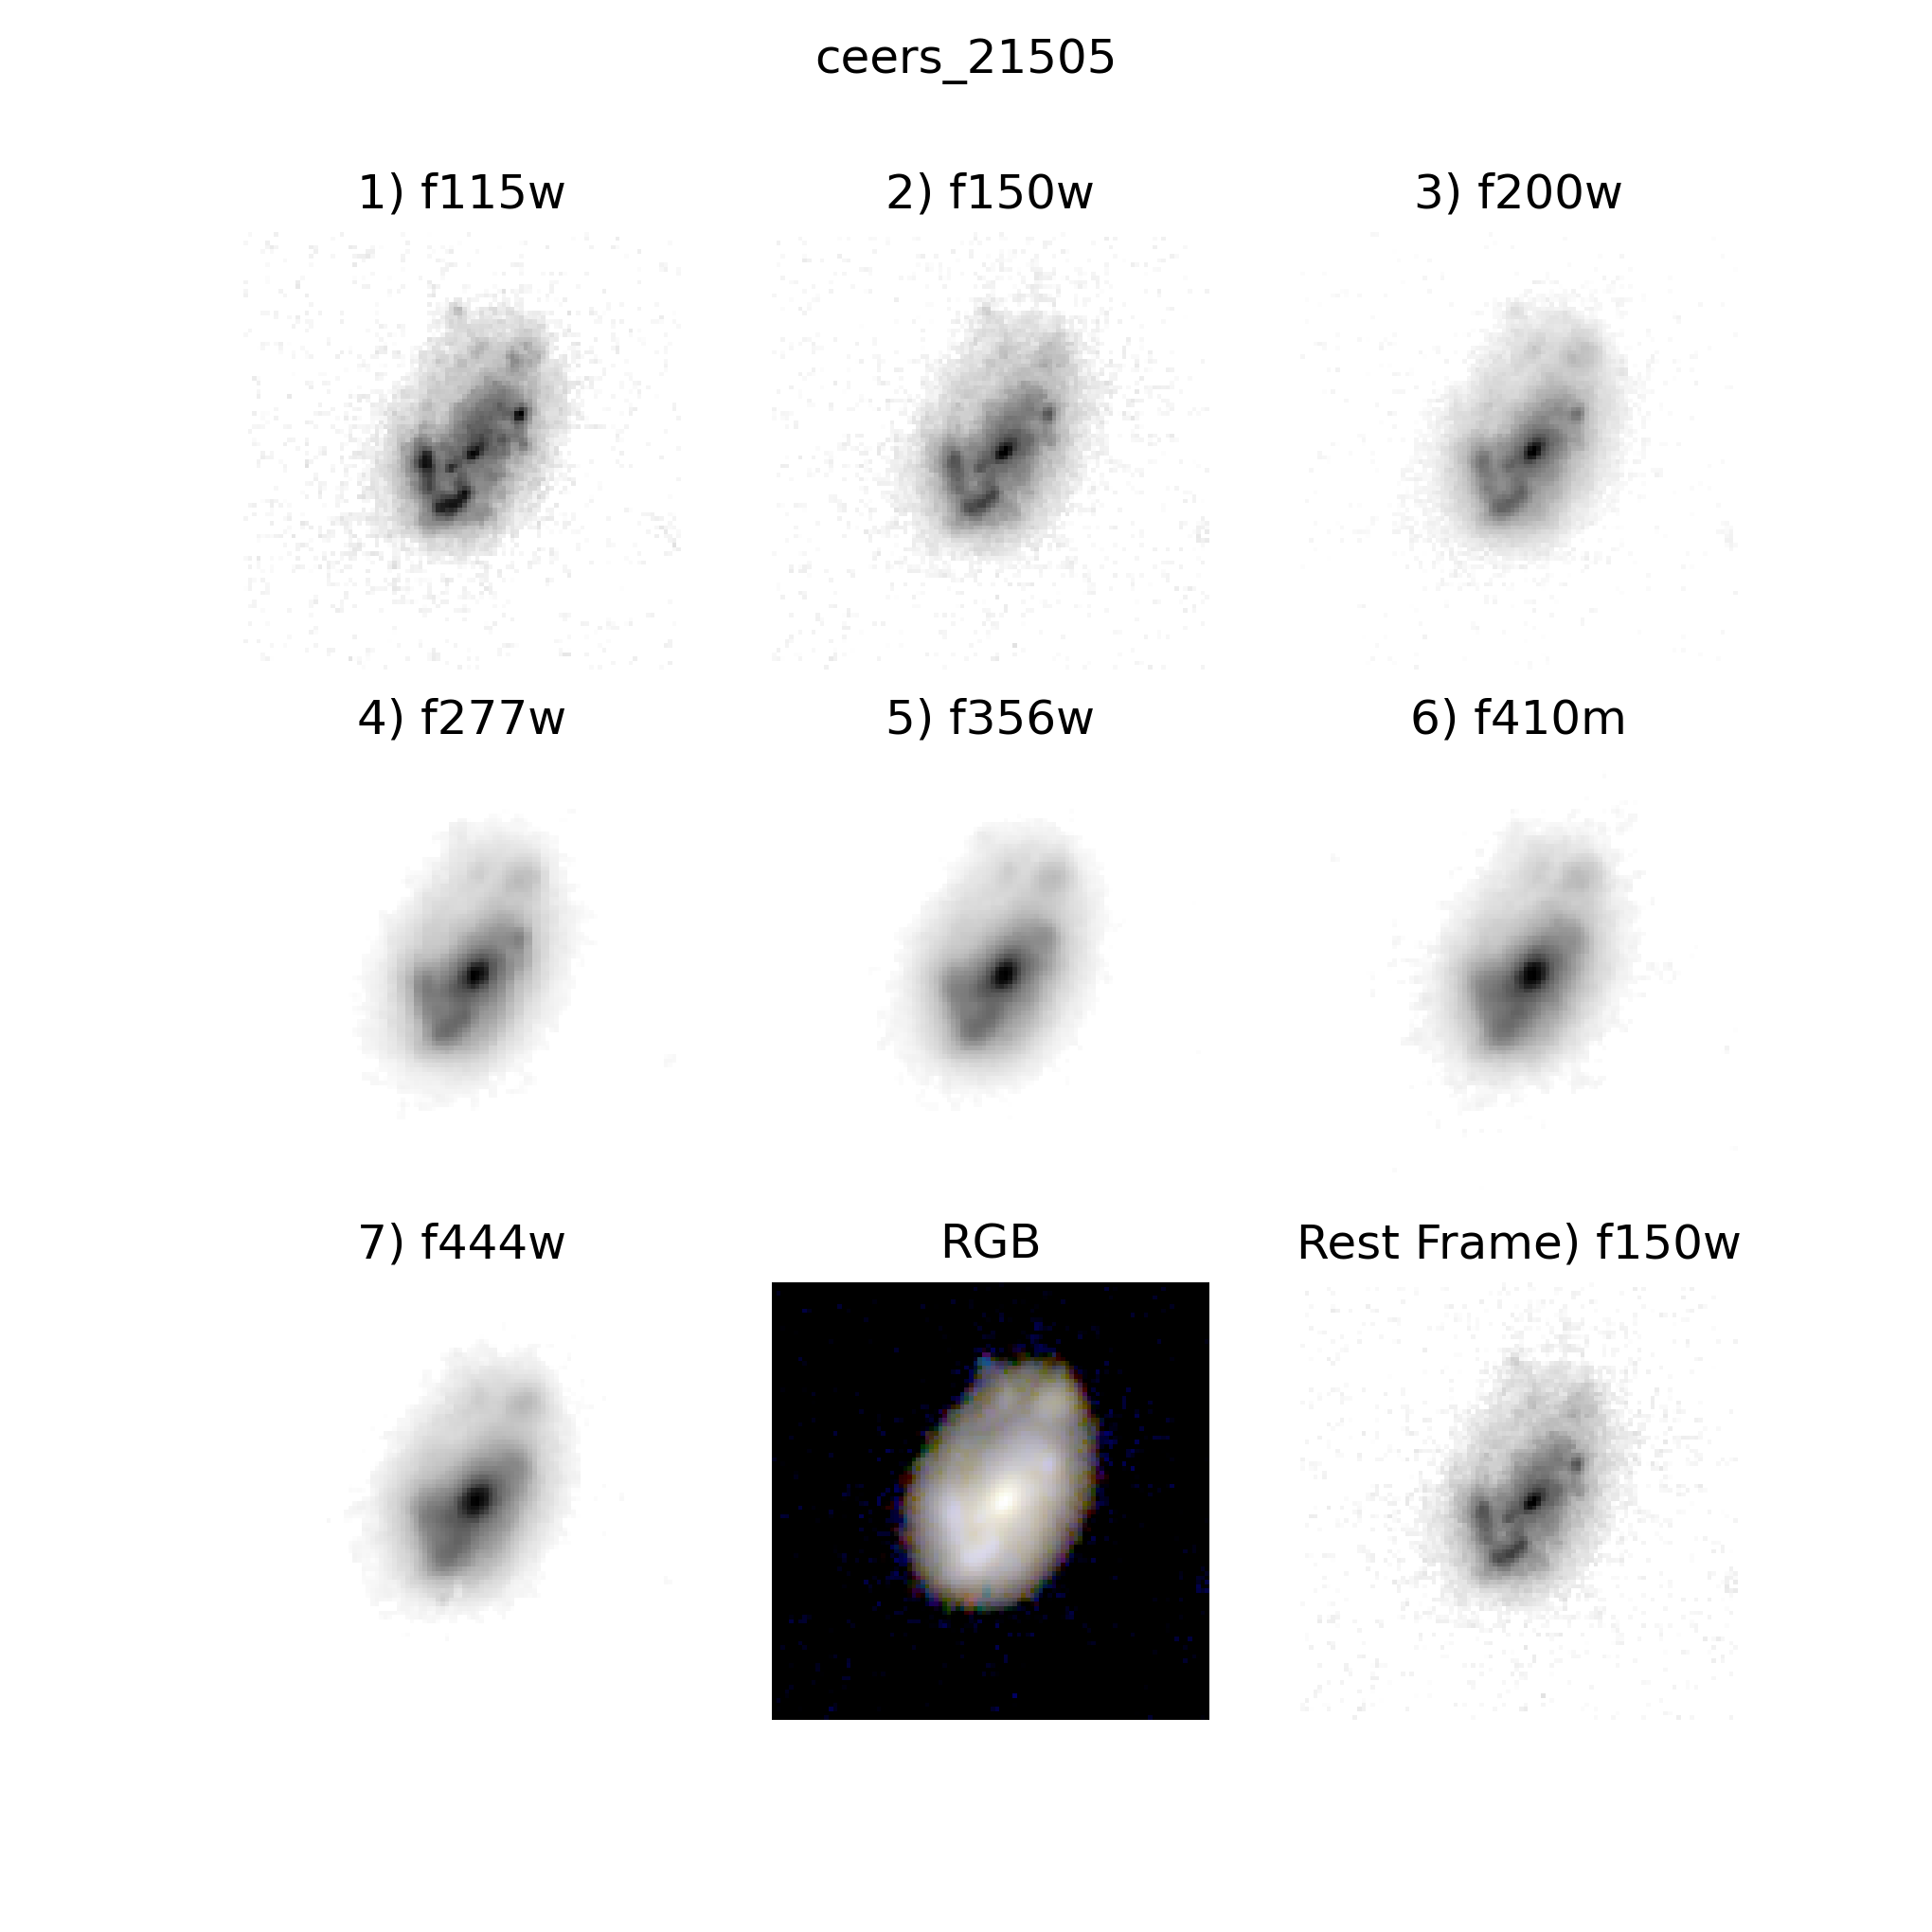 ceers_21505
1) f115w
2) f150w
3) f200w
4) f277w
5) f356w
6) f410m
7) f444w
RGB
Rest Frame) f150w